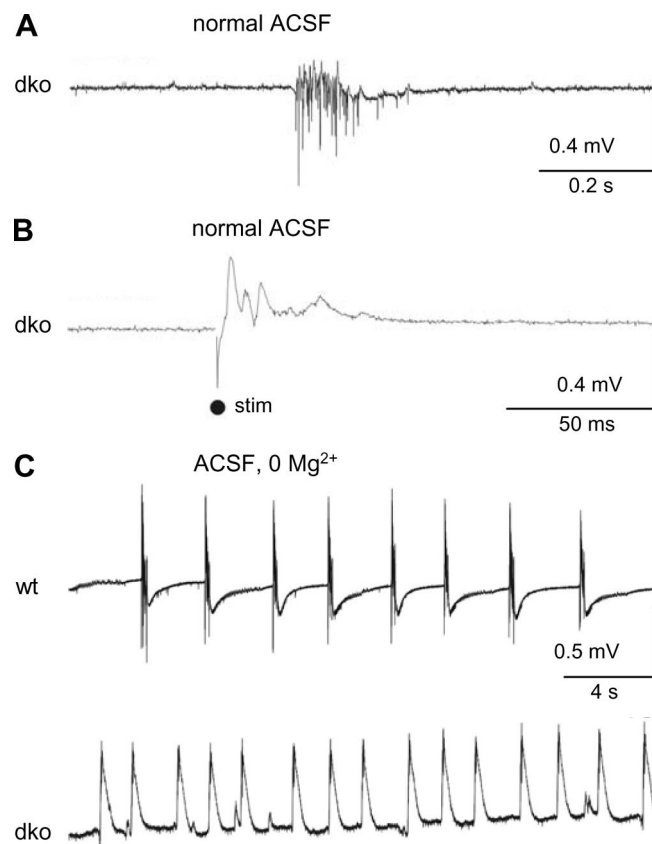 A
normal ACSF
dko
0.4 mV
0.2 s
B
normal ACSF
dko
stim
0.4 mV
50 ms
C
ACSF, 0 Mg²⁺
wt
0.5 mV
4 s
dko